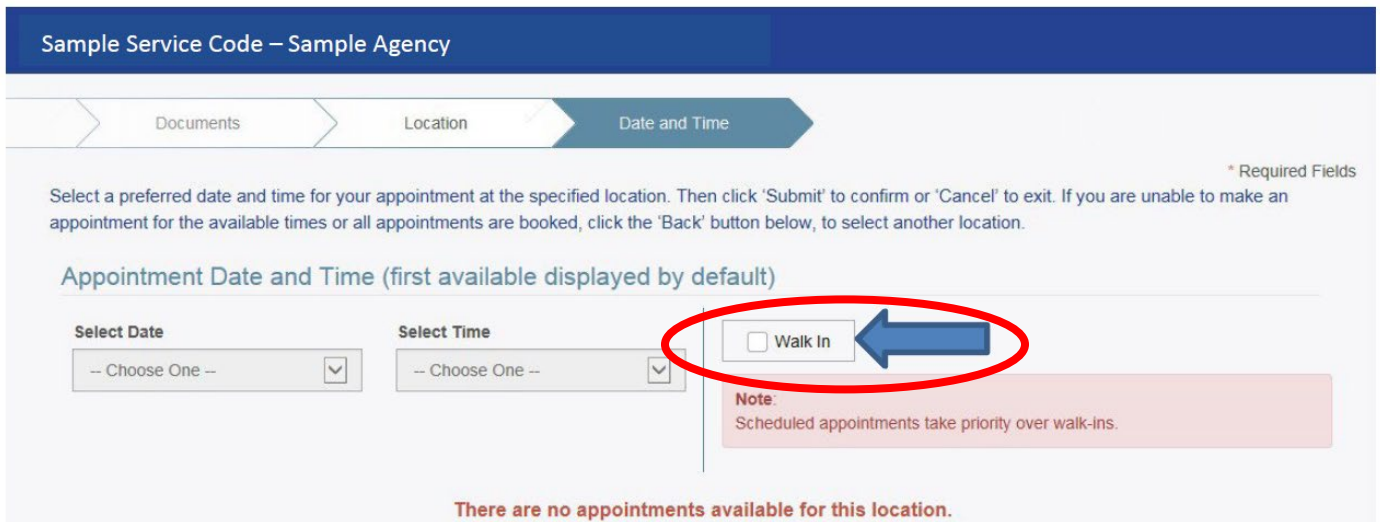 Sample Service Code – Sample Agency
Documents
Location
Date and Time
* Required Fields
Select a preferred date and time for your appointment at the specified location. Then click ‘Submit’ to confirm or ‘Cancel’ to exit. If you are unable to make an
appointment for the available times or all appointments are booked, click the ‘Back’ button below, to select another location.
Appointment Date and Time (first available displayed by default)
Select Date
-- Choose One --
Select Time
-- Choose One --
Walk In
Note:
Scheduled appointments take priority over walk-ins.
There are no appointments available for this location.